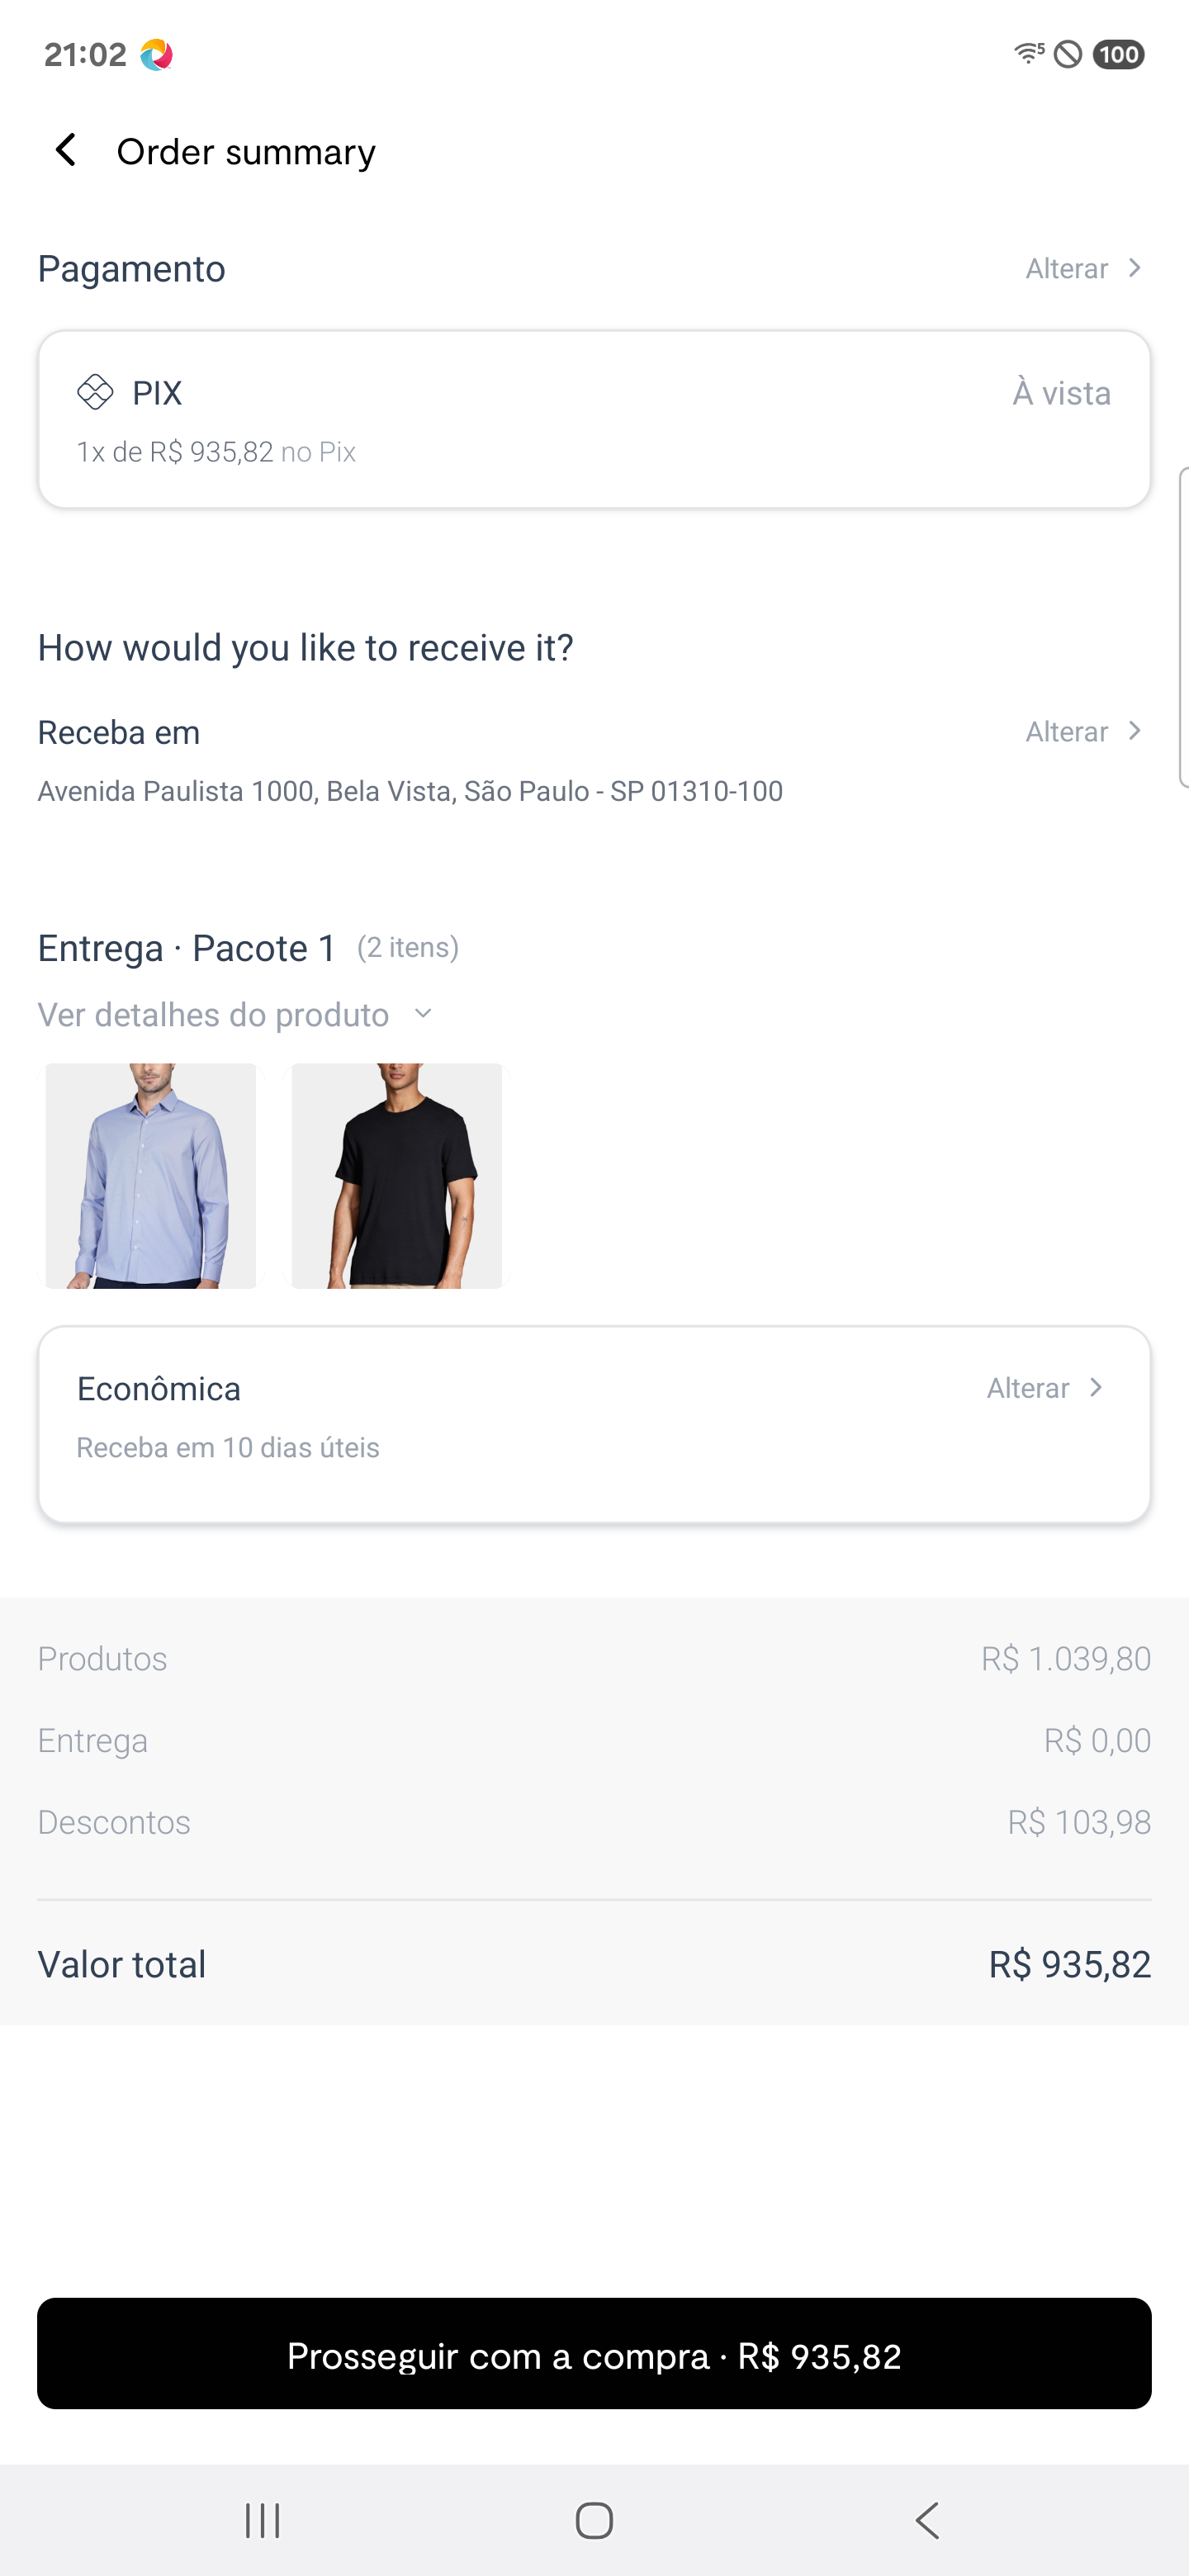 21:02
5
100
Order summary
Pagamento
Alterar
PIX
À vista
1x de R$ 935,82 no Pix
How would you like to receive it?
Receba em
Alterar
Avenida Paulista 1000, Bela Vista, São Paulo - SP 01310-100
Entrega · Pacote 1 (2 itens)
Ver detalhes do produto
Econômica
Alterar
Receba em 10 dias úteis
Produtos R$ 1.039,80
Entrega R$ 0,00
Descontos R$ 103,98
Valor total R$ 935,82
Prosseguir com a compra · R$ 935,82